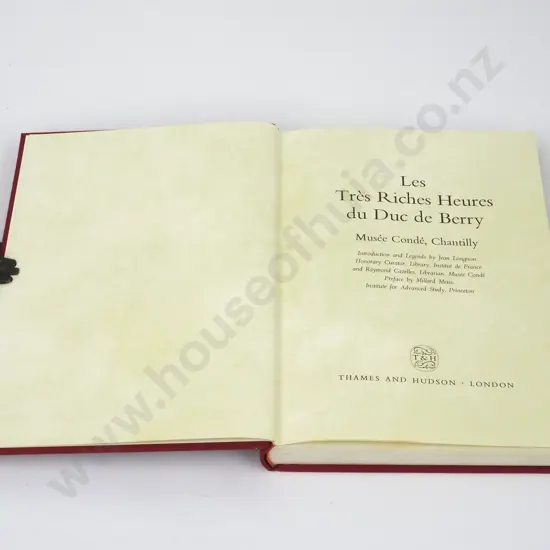 Les
Très Riches Heures
du Duc de Berry
Musée Condé, Chantilly
Introduction and Legends by Jean Longnon
Honorary Curator, Library, Institut de France
and Raymond Cazelles, Librarian, Musée Condé
Preface by Millard Meiss,
Institute for Advanced Study, Princeton
T&H
THAMES AND HUDSON · LONDON
www.houseofhuia.co.nz